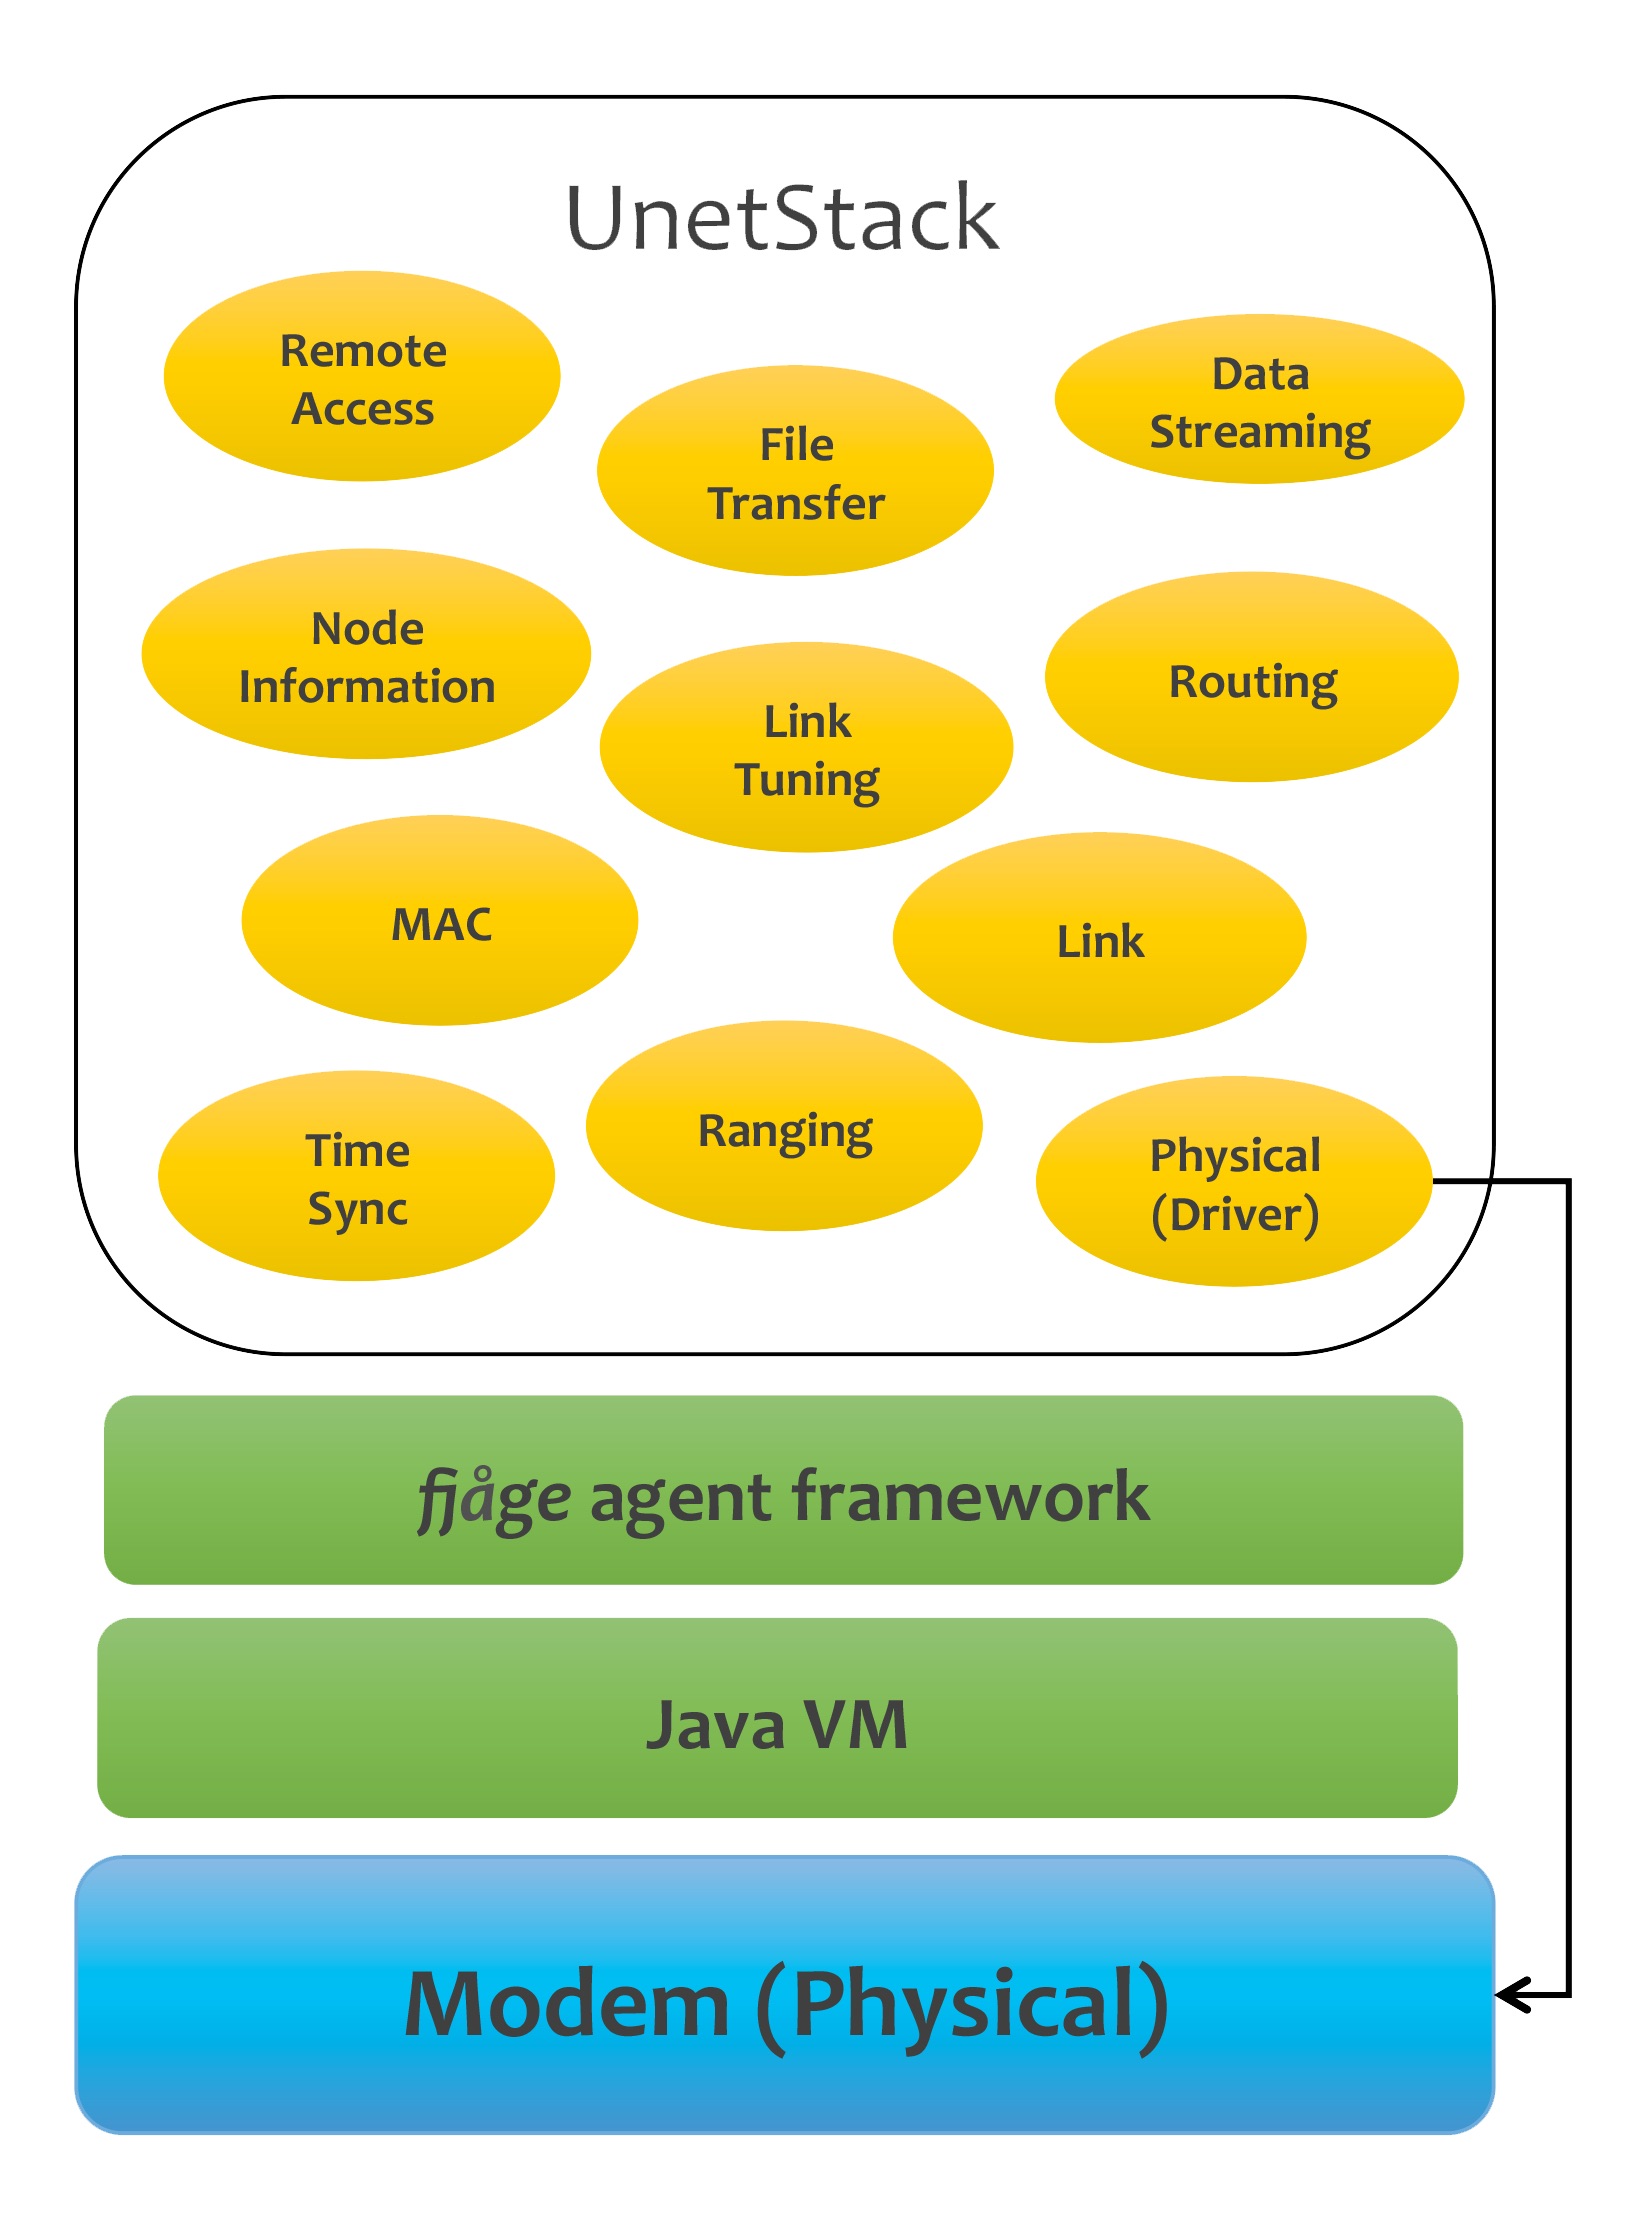 UnetStack
Remote
Access
File
Transfer
Data
Streaming
Node
Information
Link
Tuning
Routing
MAC
Link
Time
Sync
Ranging
Physical
(Driver)
fjåge agent framework
Java VM
Modem (Physical)